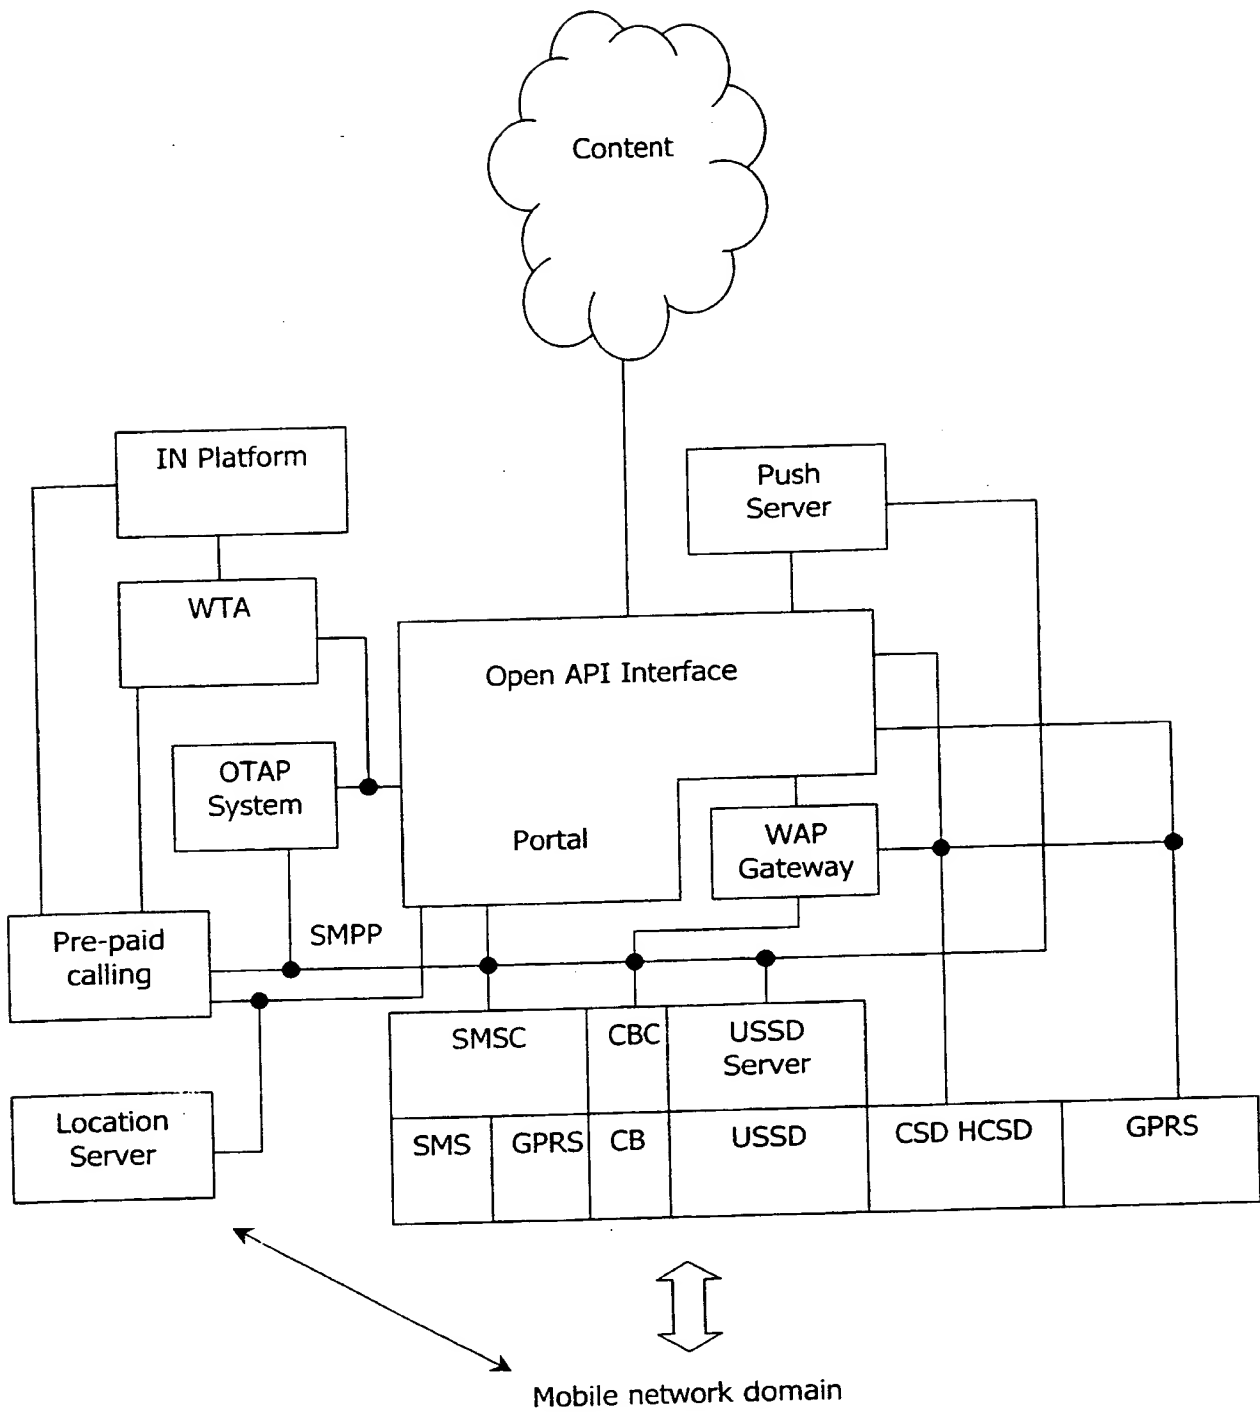 Content
IN Platform
Push
Server
WTA
Open API Interface
OTAP
System
Portal
WAP
Gateway
SMPP
Pre-paid
calling
SMSC
CBC
USSD
Server
Location
Server
SMS
GPRS
CB
USSD
CSD HCSD
GPRS
Mobile network domain